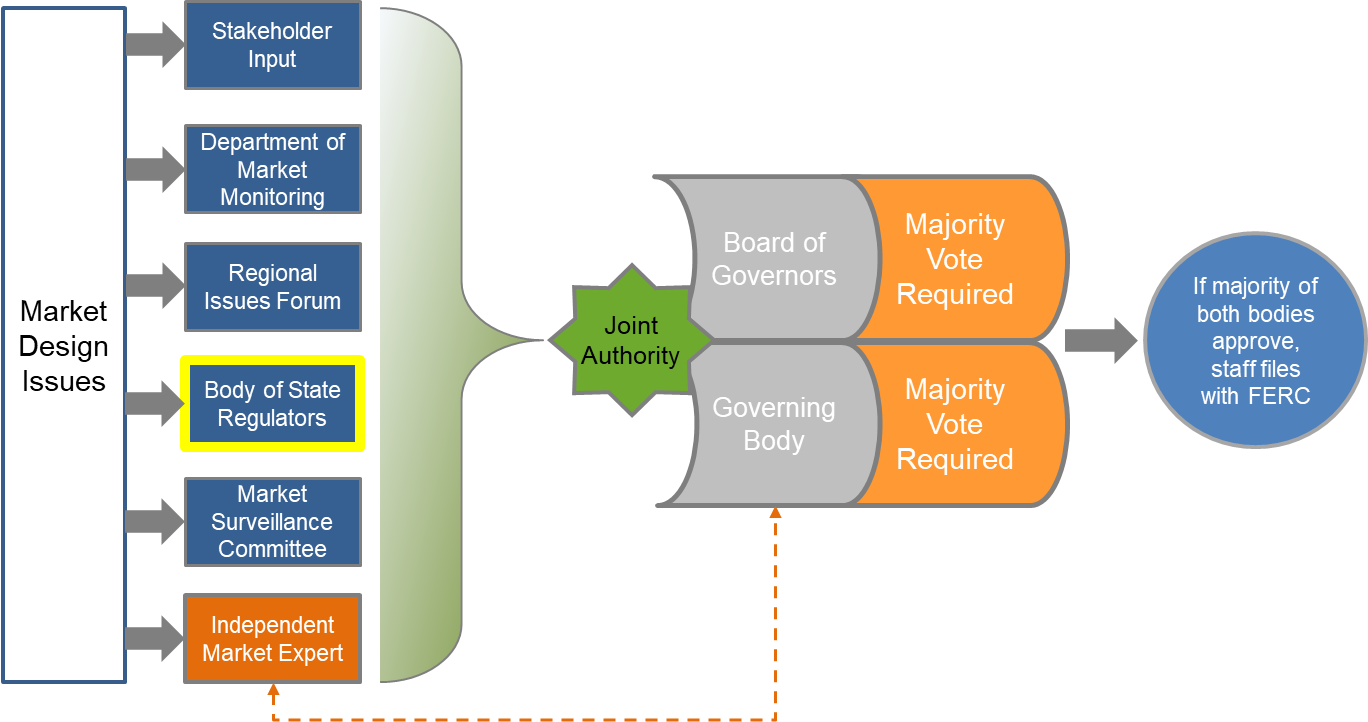 Market
Design
Issues
Stakeholder
Input
Department of
Market
Monitoring
Regional
Issues Forum
Body of State
Regulators
Market
Surveillance
Committee
Independent
Market Expert
Joint
Authority
Board of
Governors
Majority
Vote
Required
Governing
Body
Majority
Vote
Required
If majority of
both bodies
approve,
staff files
with FERC